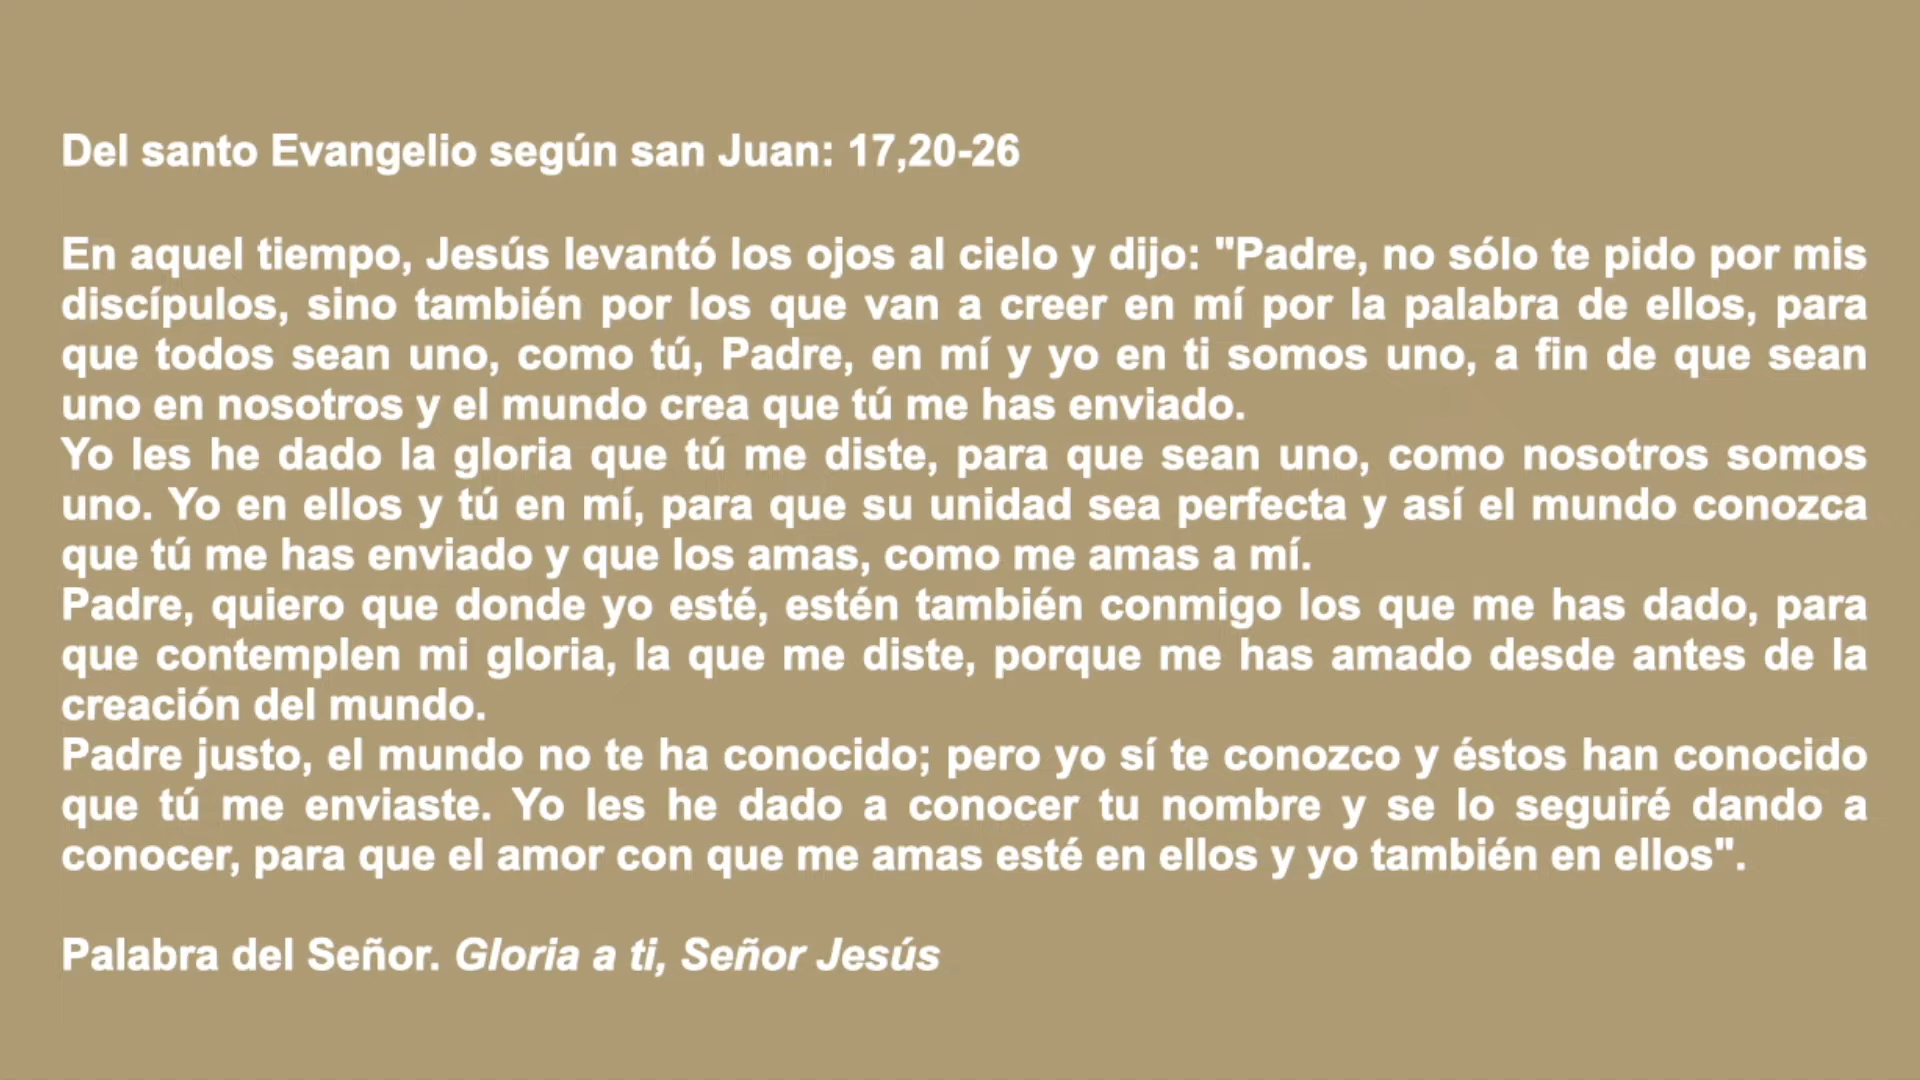 Del santo Evangelio según san Juan: 17,20-26
En aquel tiempo, Jesús levantó los ojos al cielo y dijo: "Padre, no sólo te pido por mis
discípulos, sino también por los que van a creer en mí por la palabra de ellos, para
que todos sean uno, como tú, Padre, en mí y yo en ti somos uno, a fin de que sean
uno en nosotros y el mundo crea que tú me has enviado.
Yo les he dado la gloria que tú me diste, para que sean uno, como nosotros somos
uno. Yo en ellos y tú en mí, para que su unidad sea perfecta y así el mundo conozca
que tú me has enviado y que los amas, como me amas a mí.
Padre, quiero que donde yo esté, estén también conmigo los que me has dado, para
que contemplen mi gloria, la que me diste, porque me has amado desde antes de la
creación del mundo.
Padre justo, el mundo no te ha conocido; pero yo sí te conozco y éstos han conocido
que tú me enviaste. Yo les he dado a conocer tu nombre y se lo seguiré dando a
conocer, para que el amor con que me amas esté en ellos y yo también en ellos".
Palabra del Señor. Gloria a ti, Señor Jesús